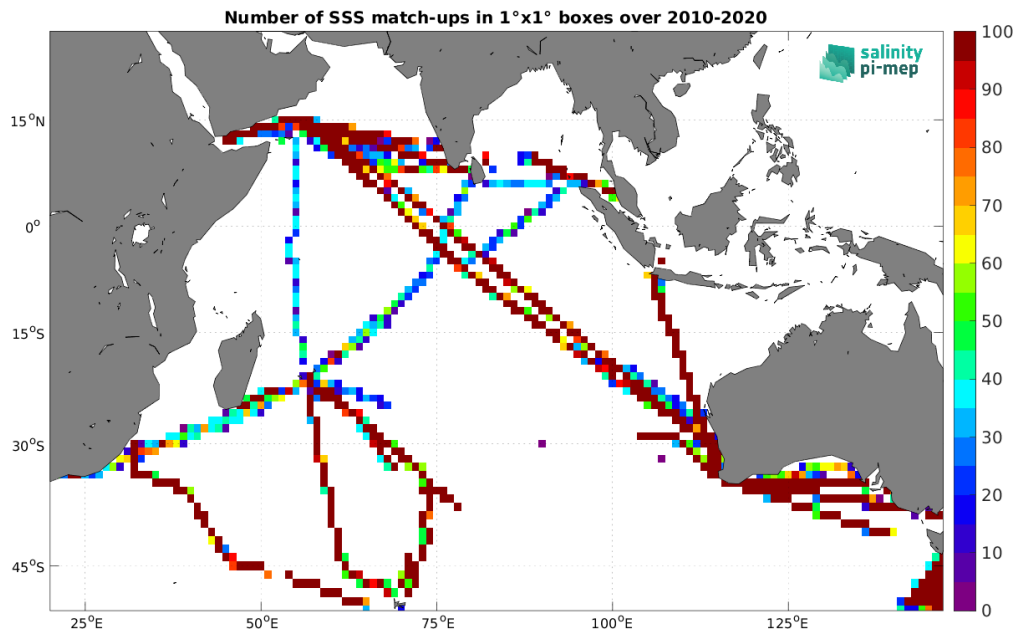 Number of SSS match-ups in 1°x1° boxes over 2010-2020
salinity
pi-mep
15°N
0°
15°S
30°S
45°S
25°E
50°E
75°E
100°E
125°E
100
90
80
70
60
50
40
30
20
10
0